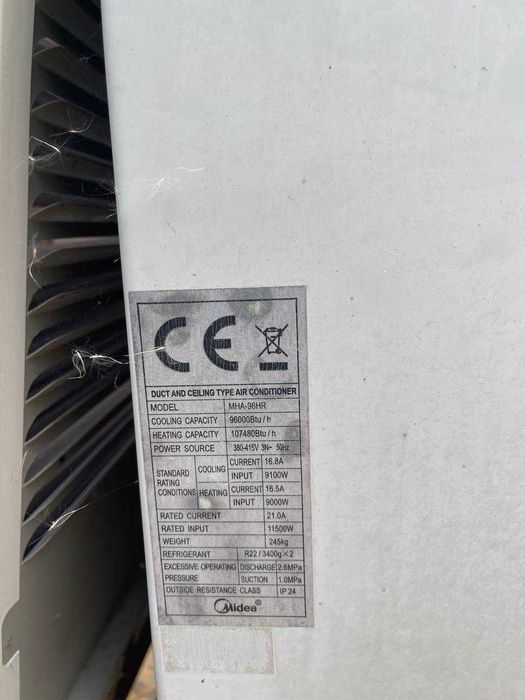 CE
DUCT AND CEILING TYPE AIR CONDITIONER
MODEL MHA-96HR
COOLING CAPACITY 96000Btu / h
HEATING CAPACITY 107480Btu / h
POWER SOURCE 380-415V 3N~ 50Hz
STANDARD RATING CONDITIONS COOLING CURRENT 16.8A
INPUT 9100W
HEATING CURRENT 16.5A
INPUT 9000W
RATED CURRENT 21.0A
RATED INPUT 11500W
WEIGHT 245kg
REFRIGERANT R22 / 3400g×2
EXCESSIVE OPERATING PRESSURE DISCHARGE 2.6MPa
SUCTION 1.0MPa
OUTSIDE RESISTANCE CLASS IP 24
Midea®